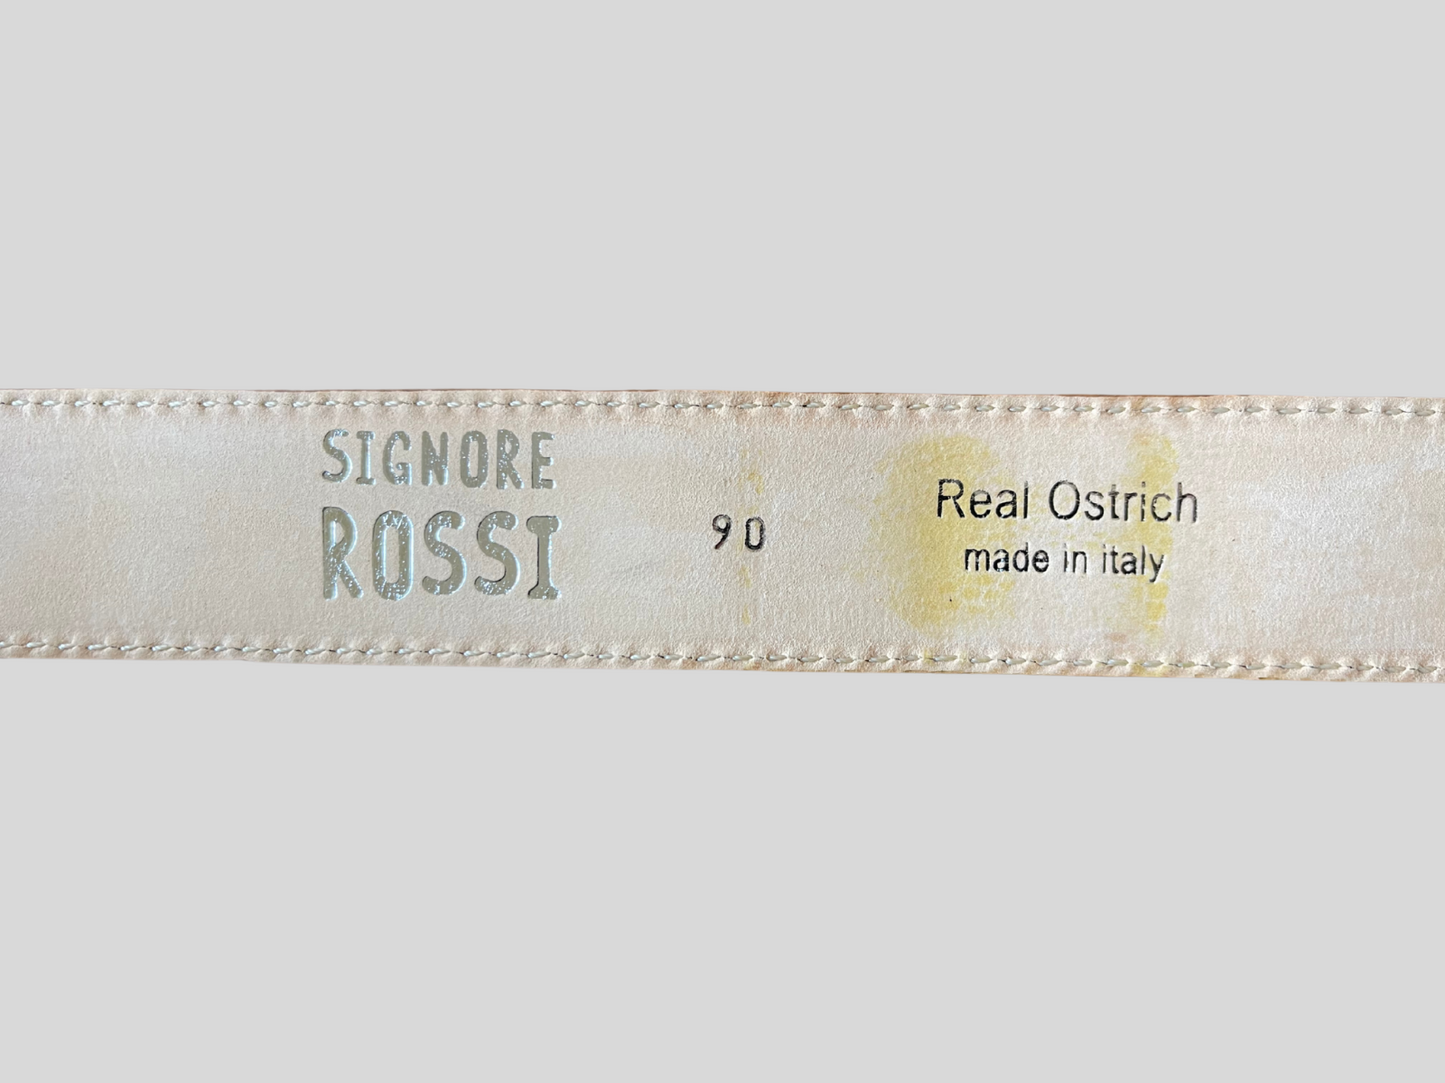 SIGNORE
ROSSI
90
Real Ostrich
made in italy